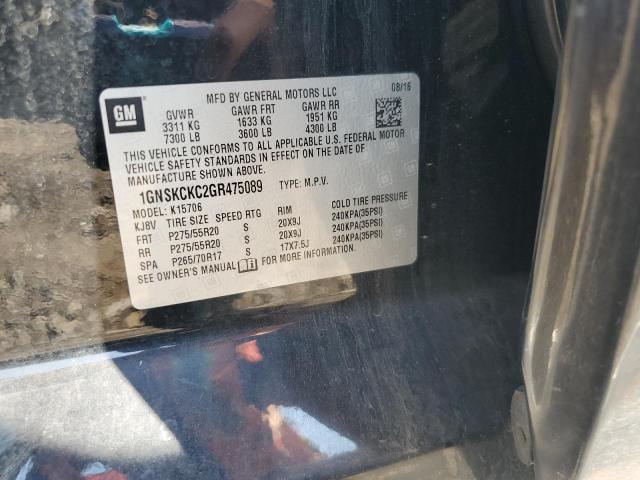 GM
MFD BY GENERAL MOTORS LLC 08/16
GVWR GAWR FRT GAWR RR
3311 KG 1633 KG 1951 KG
7300 LB 3600 LB 4300 LB
THIS VEHICLE CONFORMS TO ALL APPLICABLE U.S. FEDERAL MOTOR
VEHICLE SAFETY STANDARDS IN EFFECT ON THE DATE OF
MANUFACTURE SHOWN ABOVE.
1GNSKCKC2GR475089 TYPE: M.P.V.
MODEL: K15706
KJBV TIRE SIZE SPEED RTG RIM COLD TIRE PRESSURE
FRT P275/55R20 S 20X9J 240KPA(35PSI)
RR P275/55R20 S 20X9J 240KPA(35PSI)
SPA P265/70R17 S 17X7.5J 240KPA(35PSI)
SEE OWNER'S MANUAL FOR MORE INFORMATION.